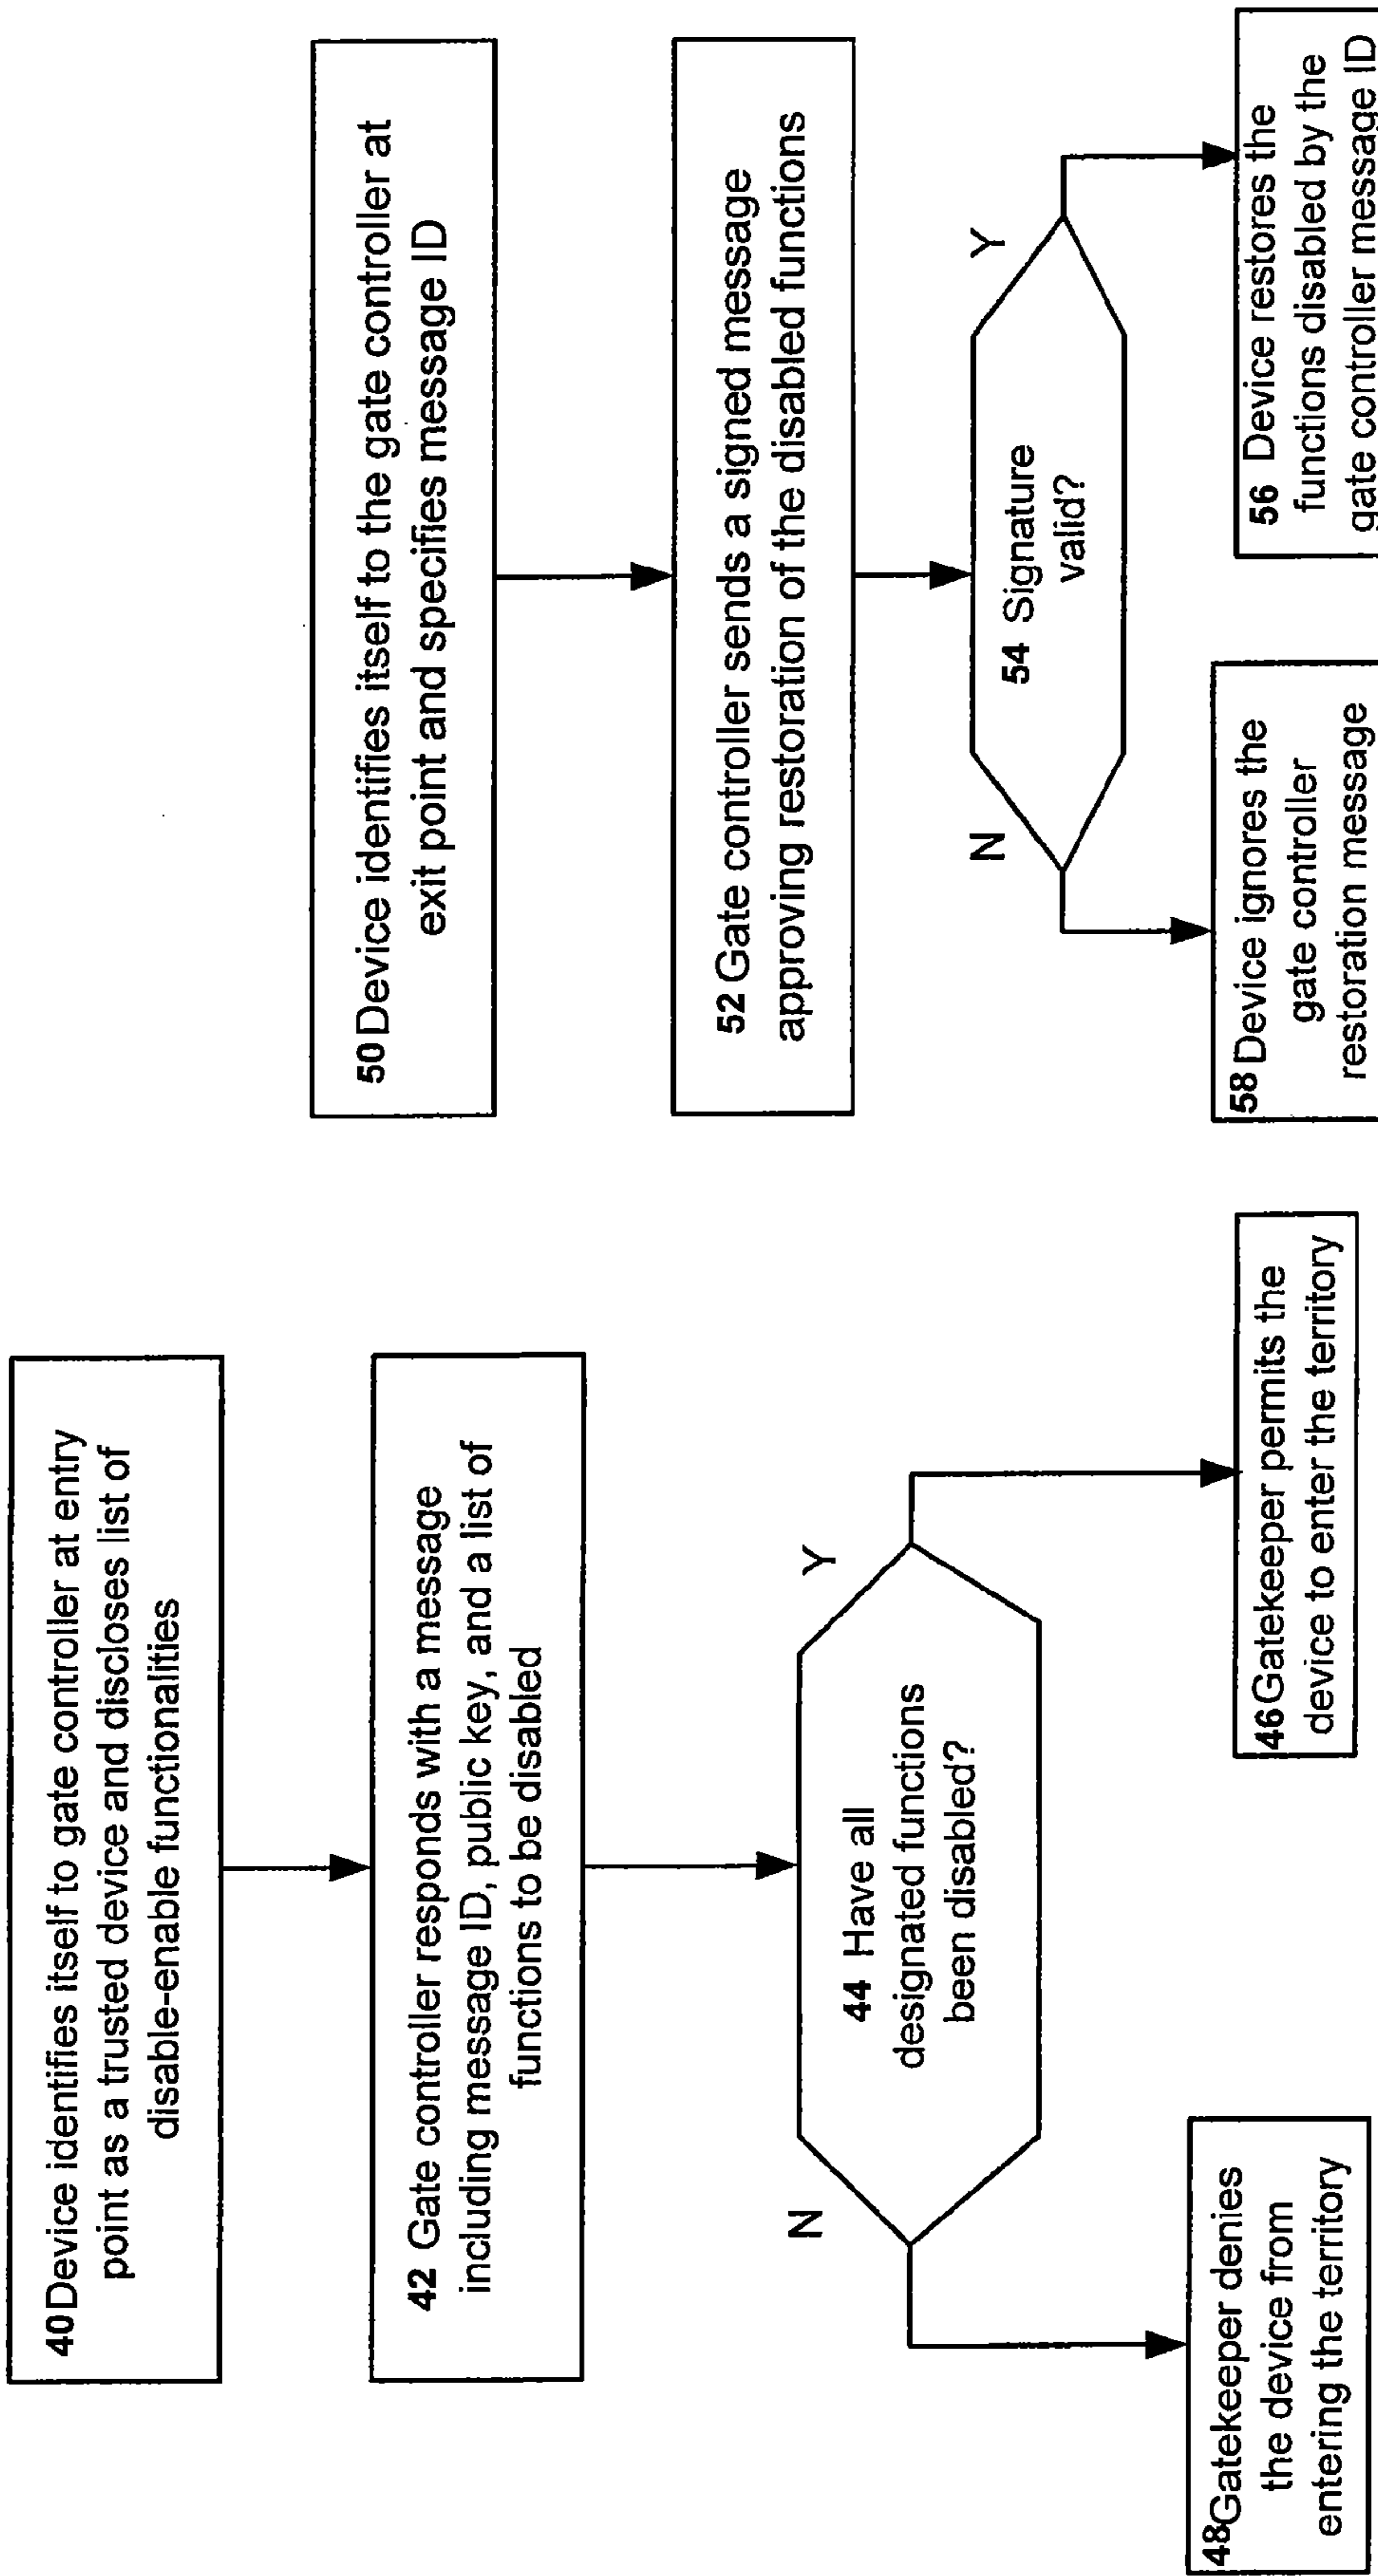 40 Device identifies itself to gate controller at entry
point as a trusted device and discloses list of
disable-enable functionalities
42 Gate controller responds with a message
including message ID, public key, and a list of
functions to be disabled
44 Have all
designated functions
been disabled?
N
Y
48 Gatekeeper denies
the device from
entering the territory
46 Gatekeeper permits the
device to enter the territory
50 Device identifies itself to the gate controller at
exit point and specifies message ID
52 Gate controller sends a signed message
approving restoration of the disabled functions
54 Signature
valid?
N
Y
58 Device ignores the
gate controller
restoration message
56 Device restores the
functions disabled by the
gate controller message ID